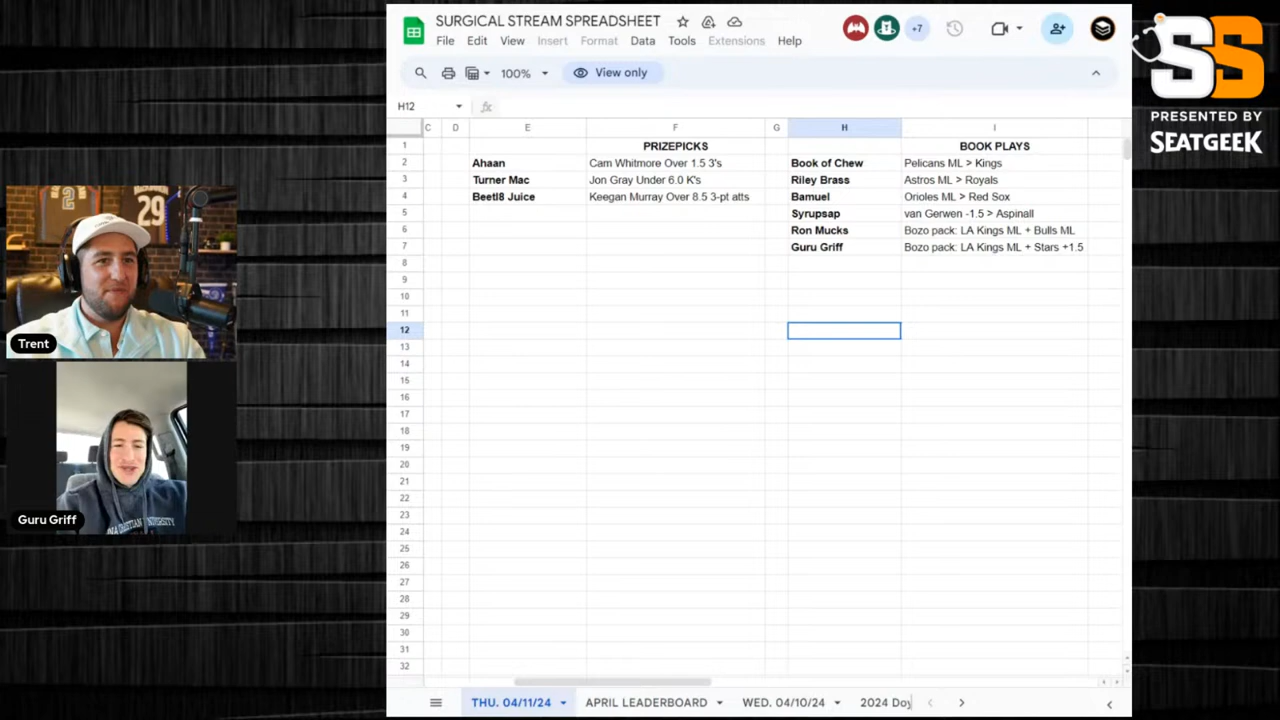 SURGICAL STREAM SPREADSHEET
File Edit View Insert Format Data Tools Extensions Help
+7
100% View only
H12 fx
C D E F G H I
1 PRIZEPICKS BOOK PLAYS
2 Ahaan Cam Whitmore Over 1.5 3's Book of Chew Pelicans ML > Kings
3 Turner Mac Jon Gray Under 6.0 K's Riley Brass Astros ML > Royals
4 Beetl8 Juice Keegan Murray Over 8.5 3-pt atts Bamuel Orioles ML > Red Sox
5 Syrupsap van Gerwen -1.5 > Aspinall
6 Ron Mucks Bozo pack: LA Kings ML + Bulls ML
7 Guru Griff Bozo pack: LA Kings ML + Stars +1.5
8
9
10
11
12
13
14
15
16
17
18
19
20
21
22
23
24
25
26
27
28
29
30
31
32
THU. 04/11/24 APRIL LEADERBOARD WED. 04/10/24 2024 Doy
SS
PRESENTED BY
SEATGEEK
29
Trent
CHRISTIAN UNIVERSITY
Guru Griff